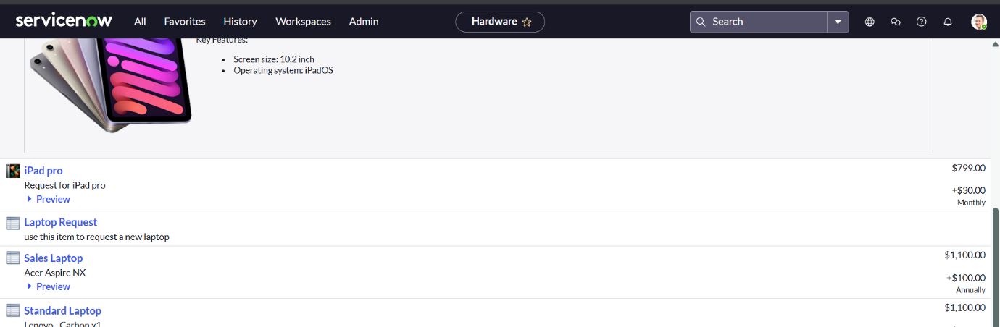 servicenow All Favorites History Workspaces Admin Hardware Search
Key Features:
• Screen size: 10.2 inch
• Operating system: iPadOS
iPad pro $799.00
Request for iPad pro +$30.00
Preview Monthly
Laptop Request
use this item to request a new laptop
Sales Laptop $1,100.00
Acer Aspire NX +$100.00
Preview Annually
Standard Laptop $1,100.00
Lenovo - Carbon x1